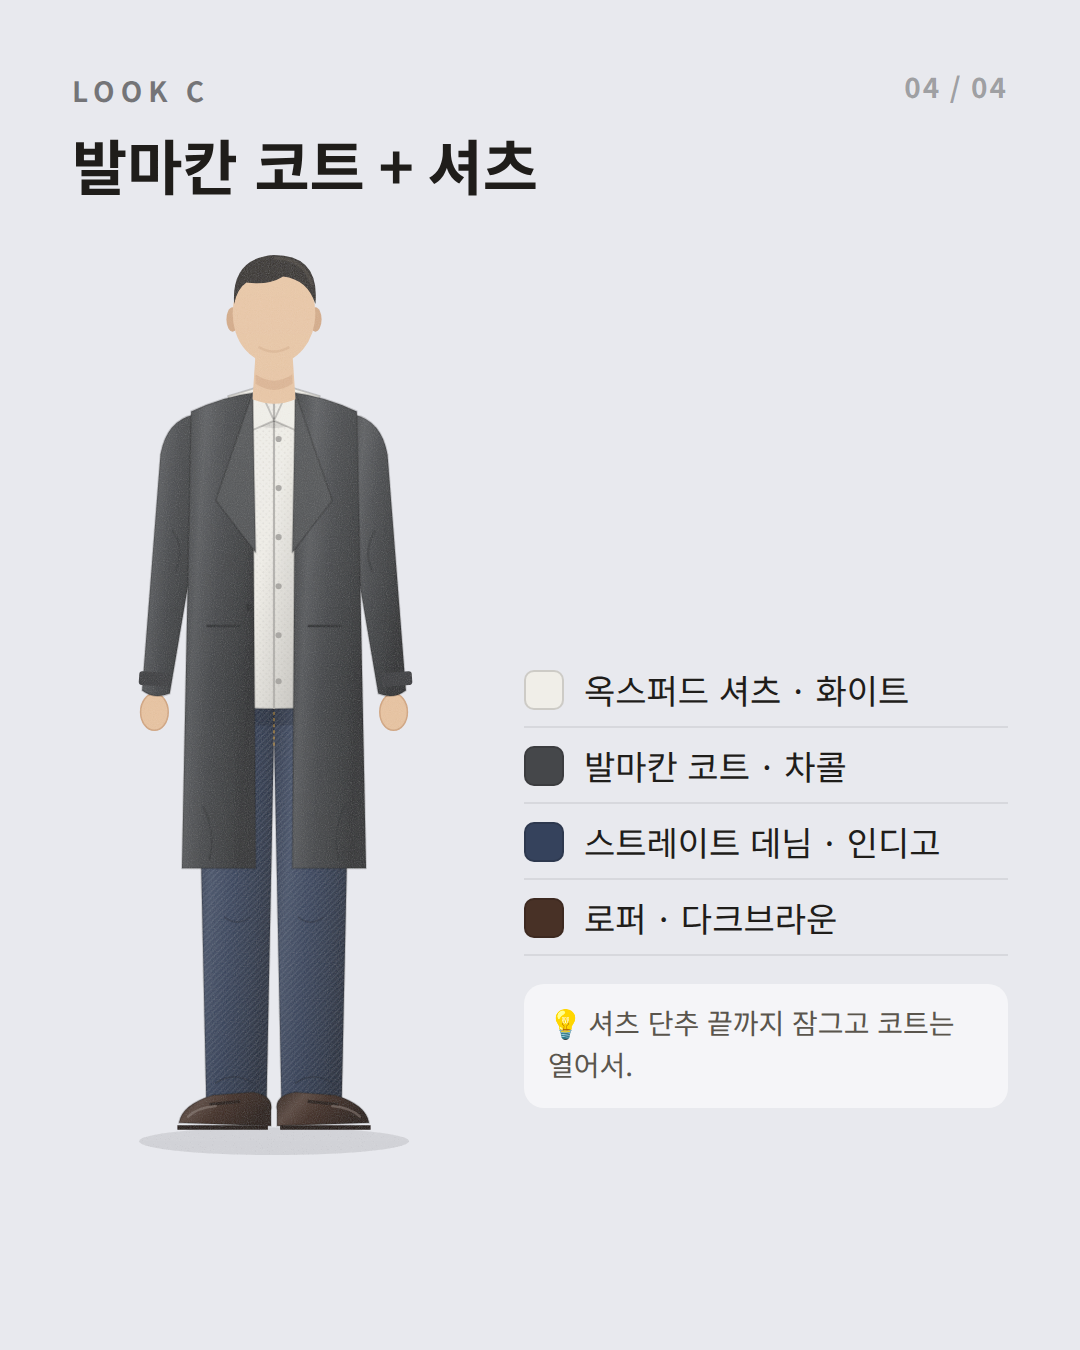 LOOK C
04 / 04
발마칸 코트 + 셔츠
옥스퍼드 셔츠 · 화이트
발마칸 코트 · 차콜
스트레이트 데님 · 인디고
로퍼 · 다크브라운
💡 셔츠 단추 끝까지 잠그고 코트는
열어서.